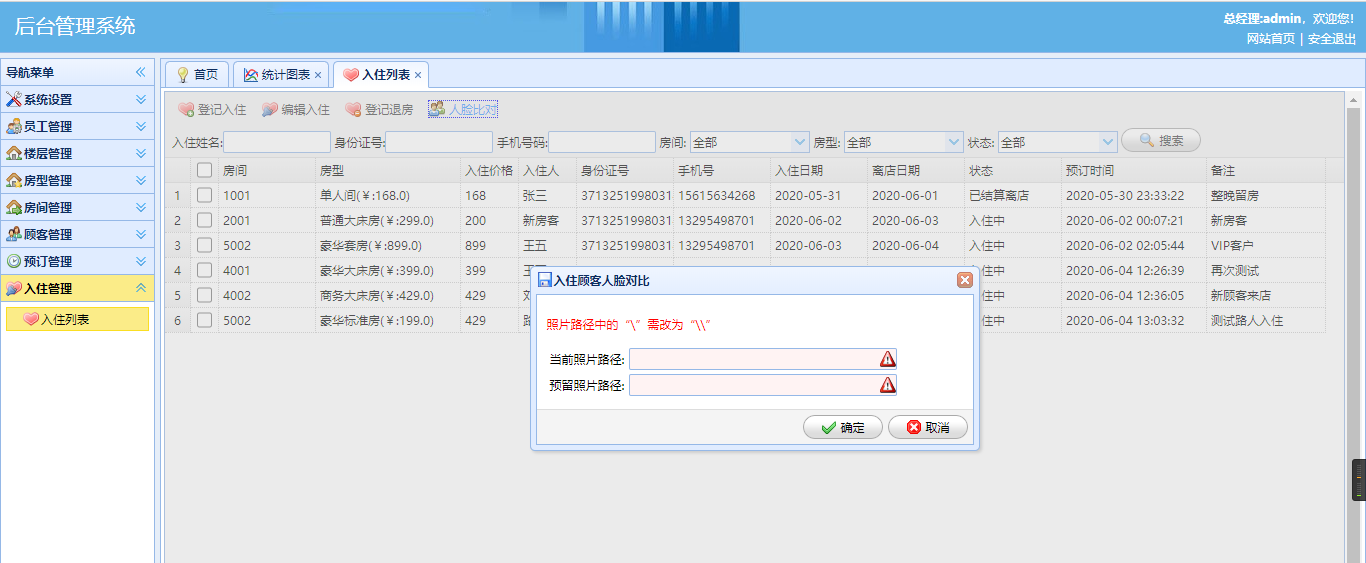 后台管理系统
总经理:admin，欢迎您！
网站首页 | 安全退出
导航菜单
系统设置
员工管理
楼层管理
房型管理
房间管理
顾客管理
预订管理
入住管理
入住列表
首页 统计图表 入住列表
登记入住 编辑入住 登记退房 人脸比对
入住姓名: 身份证号: 手机号码: 房间: 全部 房型: 全部 状态: 全部 搜索
房间 房型 入住价格 入住人 身份证号 手机号 入住日期 离店日期 状态 预订时间 备注
1 1001 单人间(￥:168.0) 168 张三 3713251998031 15615634268 2020-05-31 2020-06-01 已结算离店 2020-05-30 23:33:22 整晚留房
2 2001 普通大床房(￥:299.0) 200 新房客 3713251998031 13295498701 2020-06-02 2020-06-03 入住中 2020-06-02 00:07:21 新房客
3 5002 豪华套房(￥:899.0) 899 王五 3713251998031 13295498701 2020-06-03 2020-06-04 入住中 2020-06-02 02:05:44 VIP客户
4 4001 豪华大床房(￥:399.0) 399 住中 2020-06-04 12:26:39 再次测试
5 4002 商务大床房(￥:429.0) 429 住中 2020-06-04 12:36:05 新顾客来店
6 5002 豪华标准房(￥:199.0) 429 住中 2020-06-04 13:03:32 测试路人入住
入住顾客人脸对比
照片路径中的“\”需改为“\\”
当前照片路径:
预留照片路径:
确定 取消